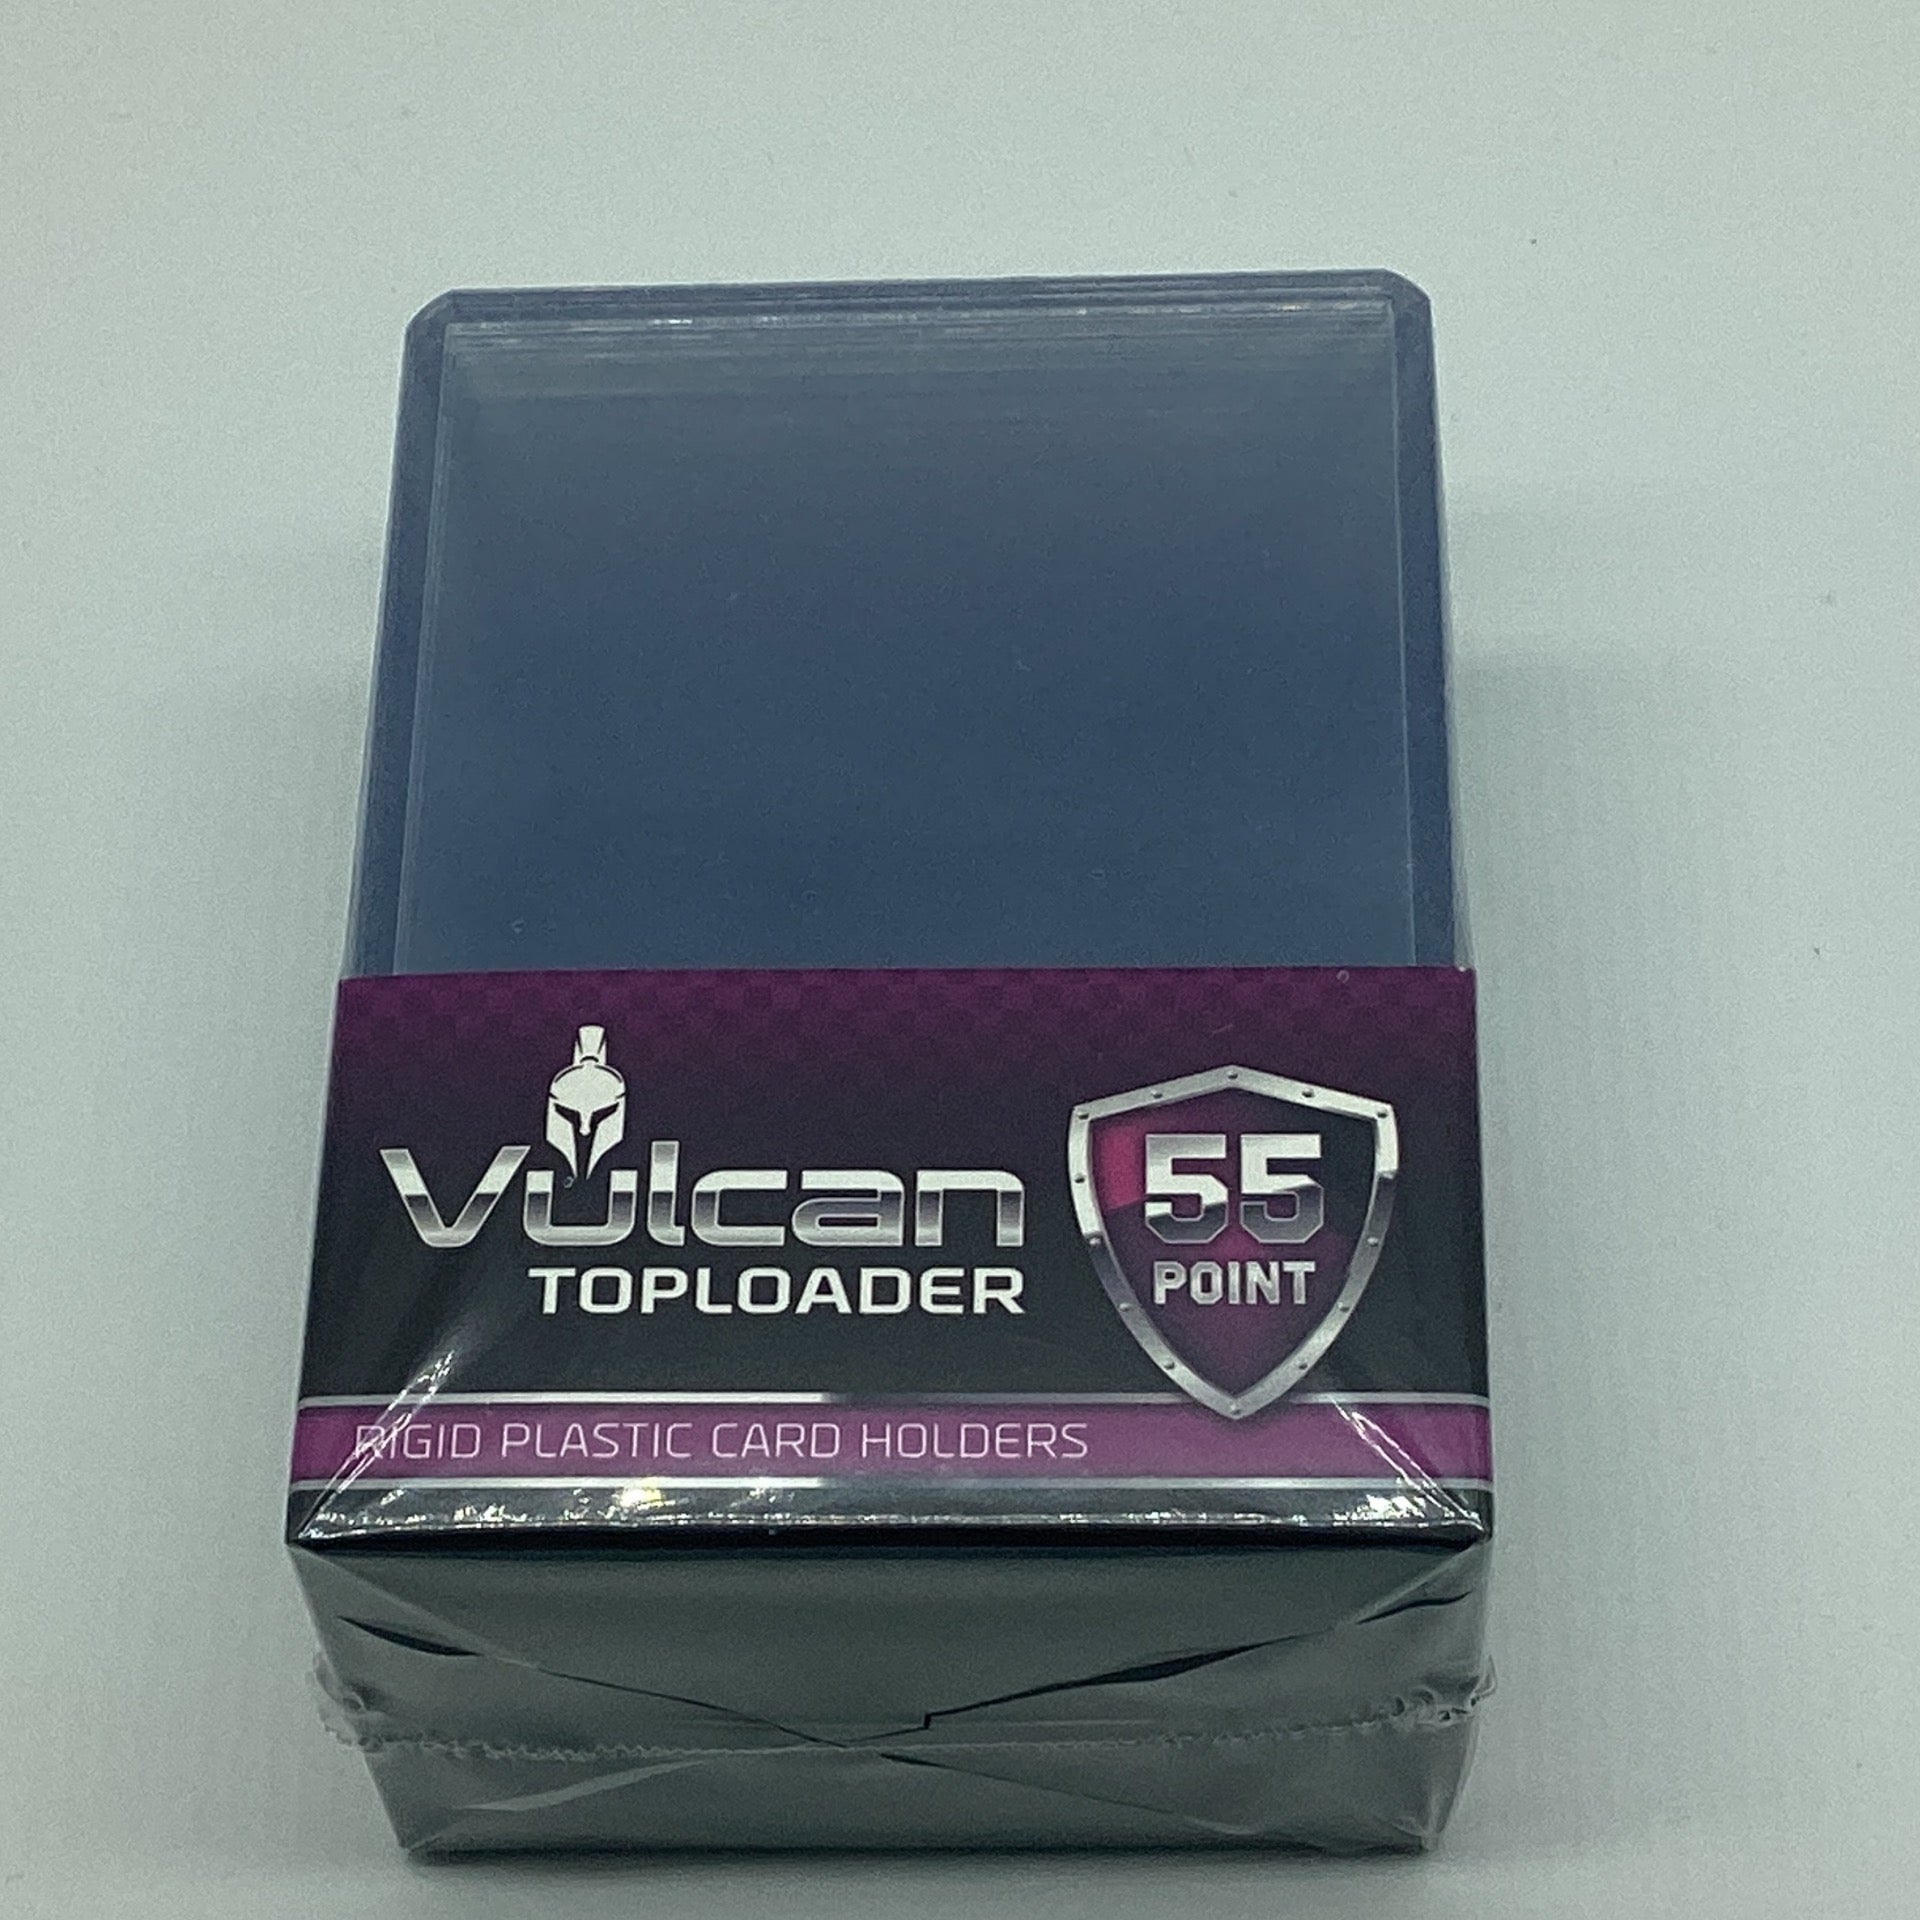 Vulcan
TOPLOADER
55
POINT
RIGID PLASTIC CARD HOLDERS